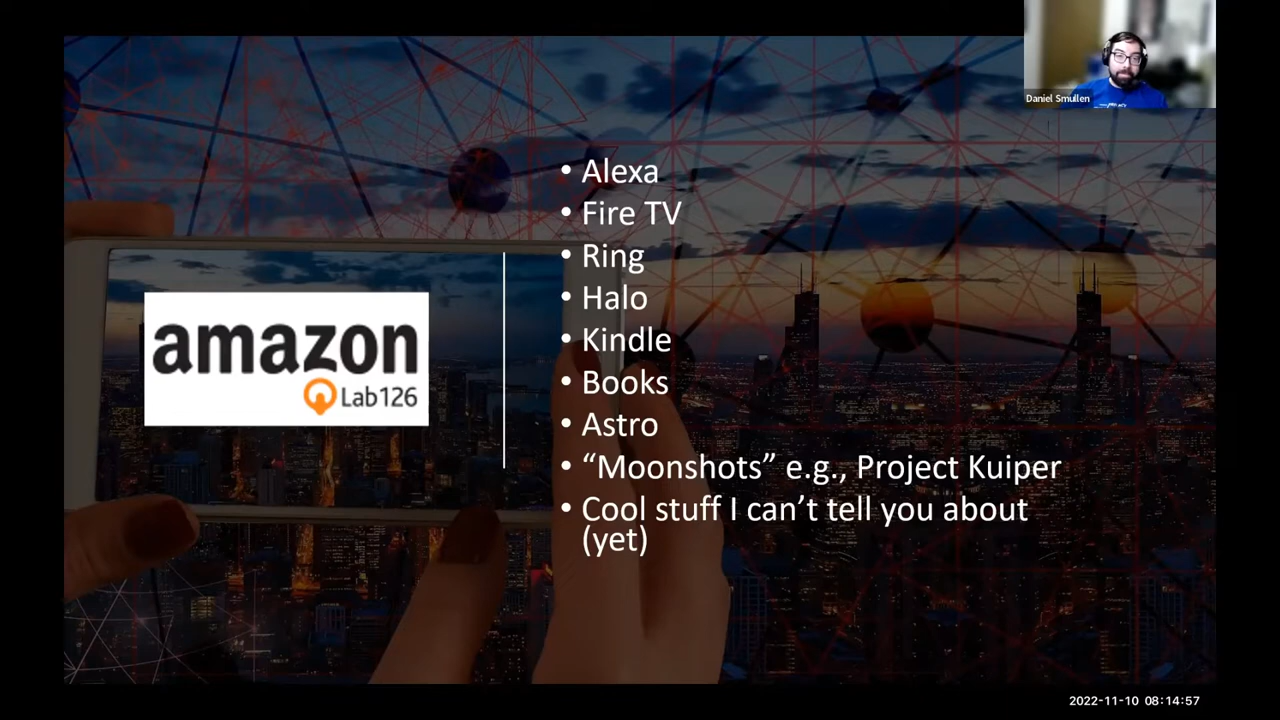 Daniel Smullen
• Alexa
• Fire TV
• Ring
• Halo
• Kindle
• Books
• Astro
• “Moonshots” e.g., Project Kuiper
• Cool stuff I can’t tell you about
(yet)
amazon
Lab126
2022-11-10 08:14:57